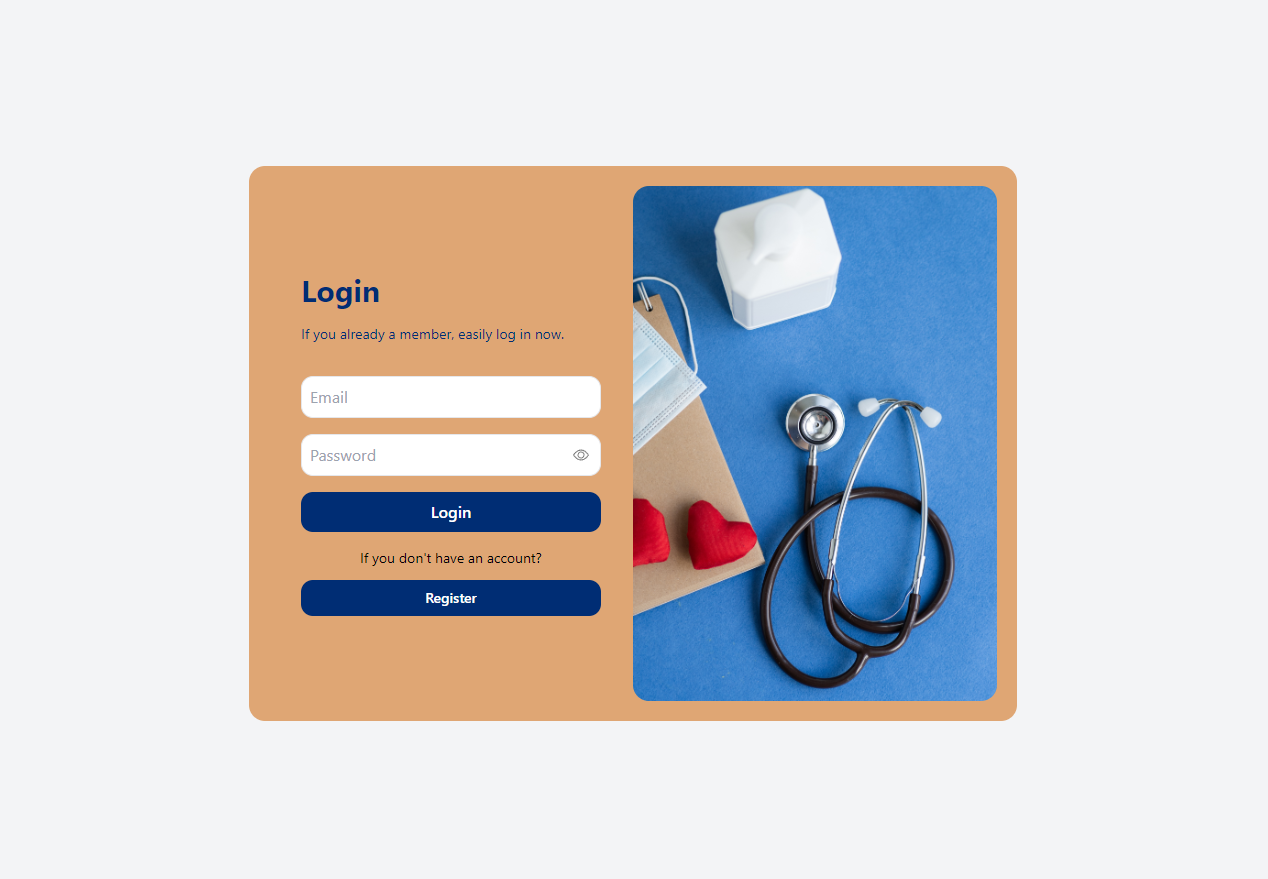 Login
If you already a member, easily log in now.
Email
Password
Login
If you don't have an account?
Register